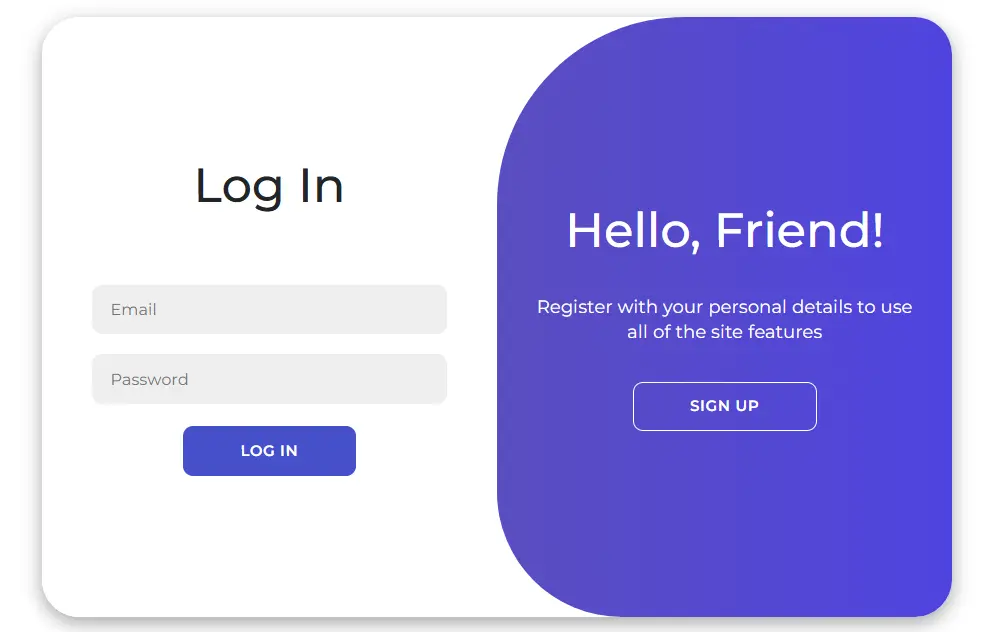 Log In
Email
Password
LOG IN
Hello, Friend!
Register with your personal details to use
all of the site features
SIGN UP